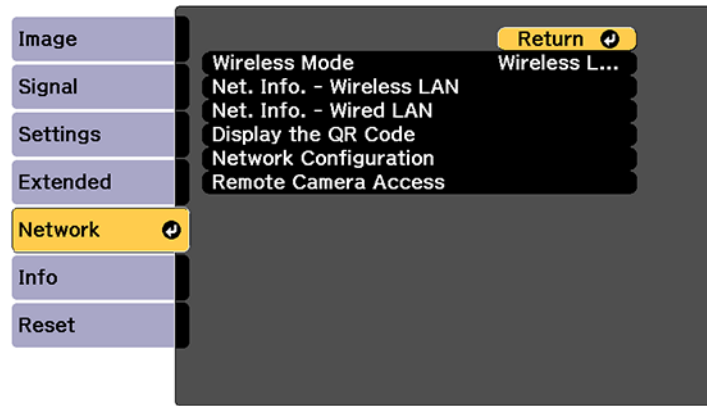 Image
Signal
Settings
Extended
Network
Info
Reset
Return
Wireless Mode Wireless L...
Net. Info. - Wireless LAN
Net. Info. - Wired LAN
Display the QR Code
Network Configuration
Remote Camera Access